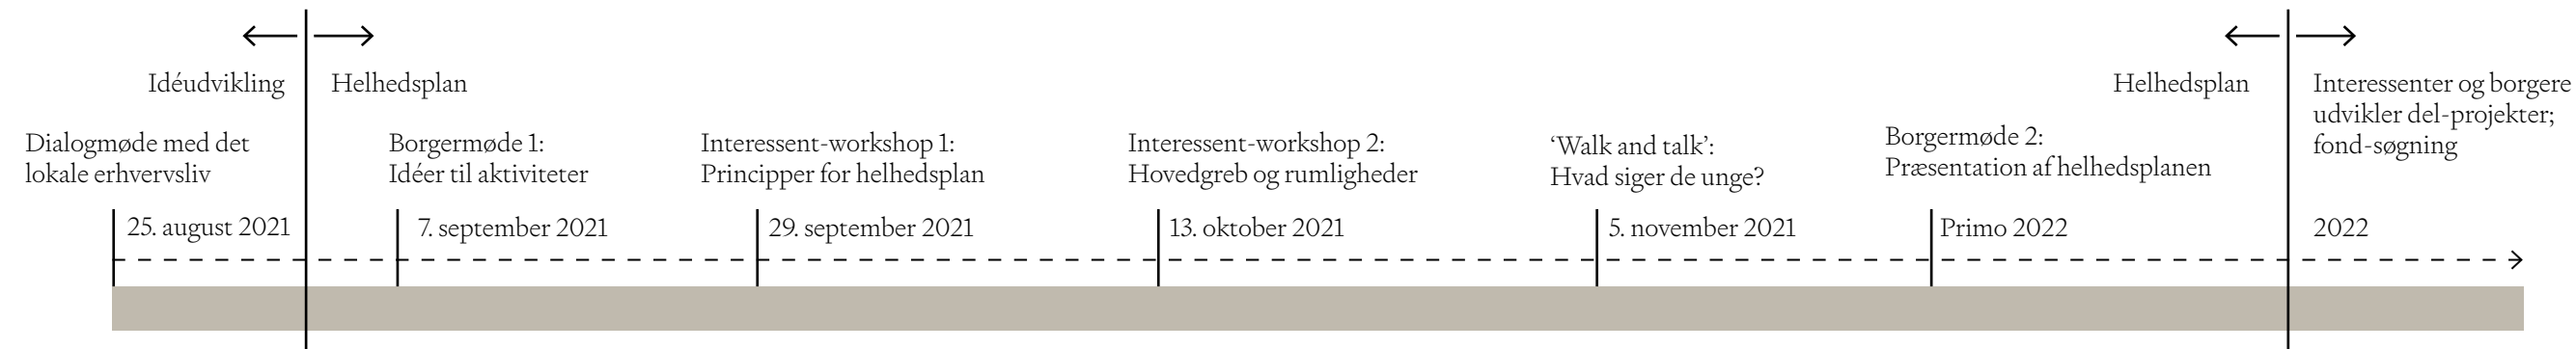 Idéudvikling
Helhedsplan
Helhedsplan
Interessenter og borgere
udvikler del-projekter;
fond-søgning
Dialogmøde med det
lokale erhvervsliv
Borgermøde 1:
Idéer til aktiviteter
Interessent-workshop 1:
Principper for helhedsplan
Interessent-workshop 2:
Hovedgreb og rumligheder
‘Walk and talk’:
Hvad siger de unge?
Borgermøde 2:
Præsentation af helhedsplanen
25. august 2021
7. september 2021
29. september 2021
13. oktober 2021
5. november 2021
Primo 2022
2022